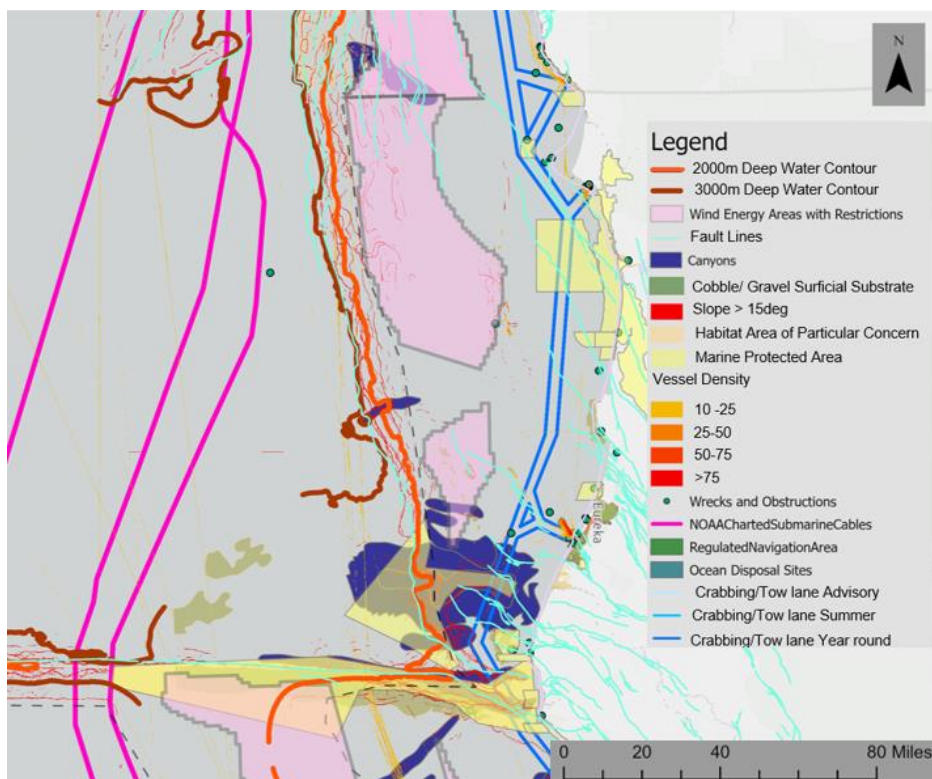 N
Legend
2000m Deep Water Contour
3000m Deep Water Contour
Wind Energy Areas with Restrictions
Fault Lines
Canyons
Cobble/ Gravel Surficial Substrate
Slope > 15deg
Habitat Area of Particular Concern
Marine Protected Area
Vessel Density
10 -25
25-50
50-75
>75
Wrecks and Obstructions
NOAAChartedSubmarineCables
RegulatedNavigationArea
Ocean Disposal Sites
Crabbing/Tow lane Advisory
Crabbing/Tow lane Summer
Crabbing/Tow lane Year round
Eureka
0 20 40 80 Miles